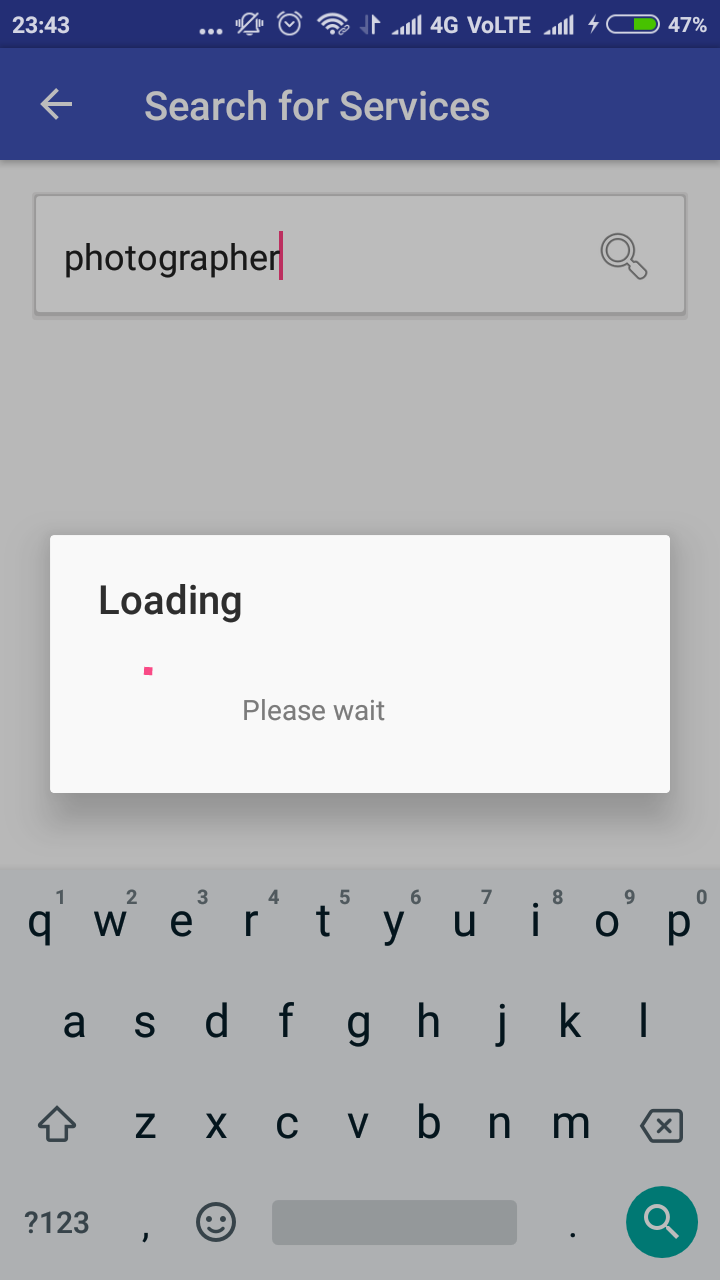 23:43 ... 4G VoLTE 47%
Search for Services
photographer
Loading
Please wait
1 2 3 4 5 6 7 8 9 0
q w e r t y u i o p
a s d f g h j k l
z x c v b n m
?123 , .